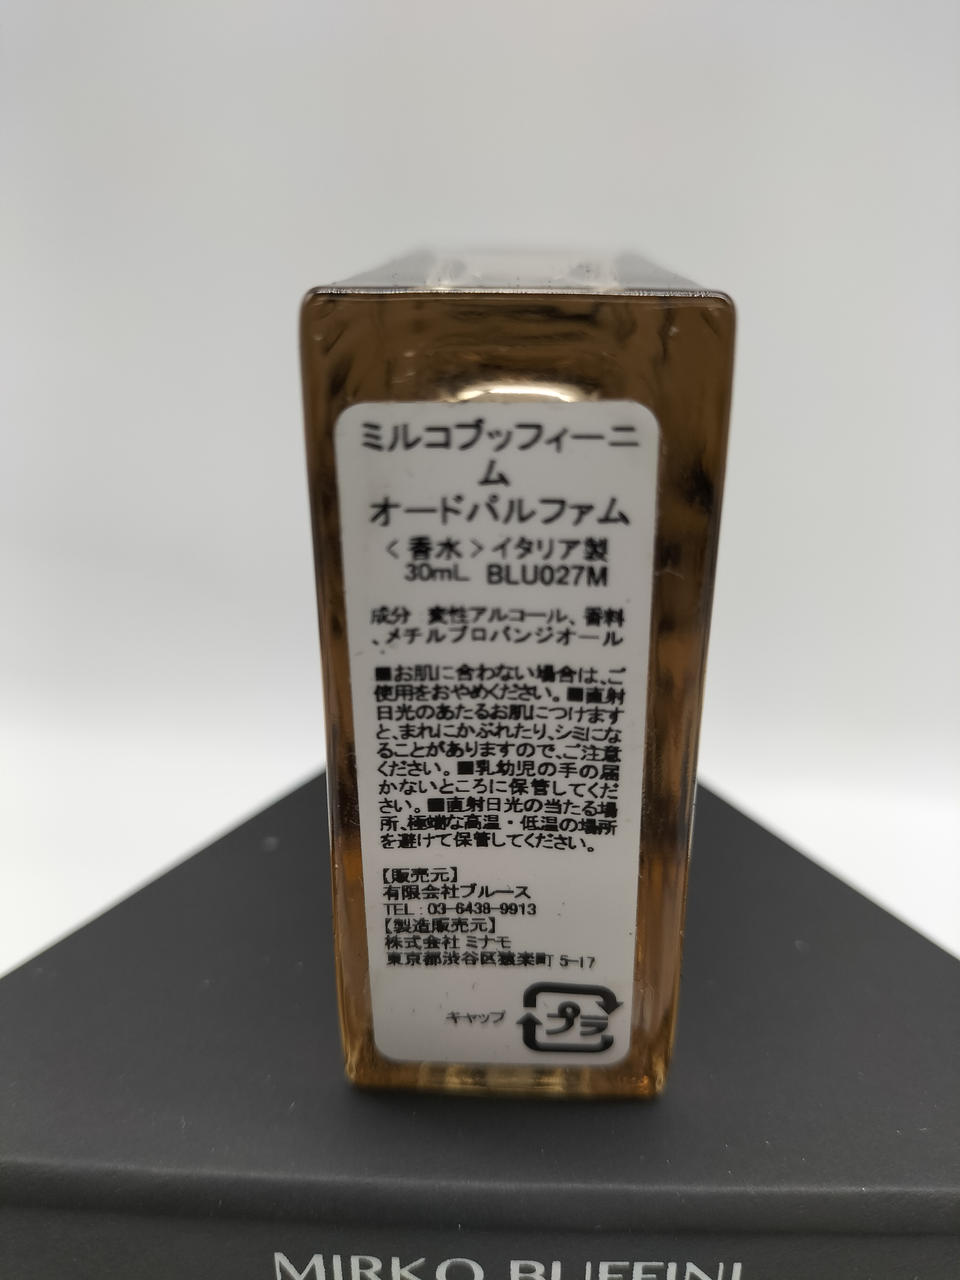 ミルコブッフィーニ
ム
オードパルファム
<香水>イタリア製
30mL BLU027M
成分 変性アルコール、香料
、メチルプロパンジオール
■お肌に合わない場合は、ご
使用をおやめください。■直射
日光のあたるお肌につけます
と、まれにかぶれたり、シミにな
ることがありますので、ご注意
ください。■乳幼児の手の届
かないところに保管してくだ
さい。■直射日光の当たる場
所、極端な高温・低温の場所
を避けて保管してください。
【販売元】
有限会社ブルース
TEL:03-6438-9913
【製造販売元】
株式会社ミナモ
東京都渋谷区猿楽町5-17
キャップ プラ
MIRKO BUFFINI